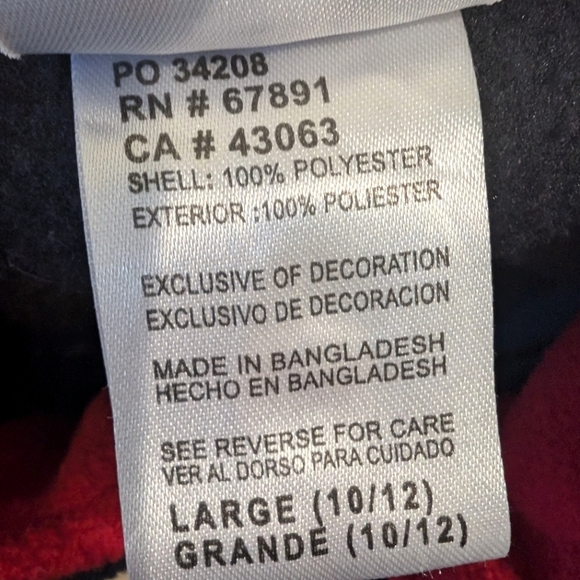 PO 34208
RN # 67891
CA # 43063
SHELL: 100% POLYESTER
EXTERIOR :100% POLIESTER
EXCLUSIVE OF DECORATION
EXCLUSIVO DE DECORACION
MADE IN BANGLADESH
HECHO EN BANGLADESH
SEE REVERSE FOR CARE
VER AL DORSO PARA CUIDADO
LARGE (10/12)
GRANDE (10/12)